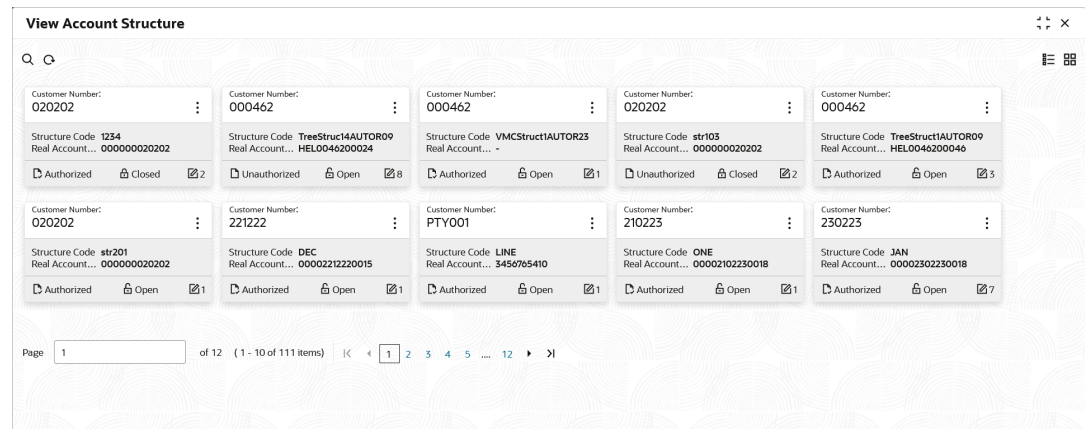 View Account Structure
Customer Number:
020202
Structure Code 1234
Real Account... 000000020202
Authorized Closed 2
Customer Number:
000462
Structure Code TreeStruc14AUTOR09
Real Account... HEL0046200024
Unauthorized Open 8
Customer Number:
000462
Structure Code VMCStruct1AUTOR23
Real Account... -
Authorized Open 1
Customer Number:
020202
Structure Code str103
Real Account... 000000020202
Unauthorized Closed 2
Customer Number:
000462
Structure Code TreeStruct1AUTOR09
Real Account... HEL0046200046
Authorized Open 3
Customer Number:
020202
Structure Code str201
Real Account... 000000020202
Authorized Open 1
Customer Number:
221222
Structure Code DEC
Real Account... 00002212220015
Authorized Open 1
Customer Number:
PTY001
Structure Code LINE
Real Account... 3456765410
Authorized Open 1
Customer Number:
210223
Structure Code ONE
Real Account... 00002102230018
Authorized Open 1
Customer Number:
230223
Structure Code JAN
Real Account... 00002302230018
Authorized Open 7
Page 1 of 12 (1 - 10 of 111 items) 1 2 3 4 5 .... 12